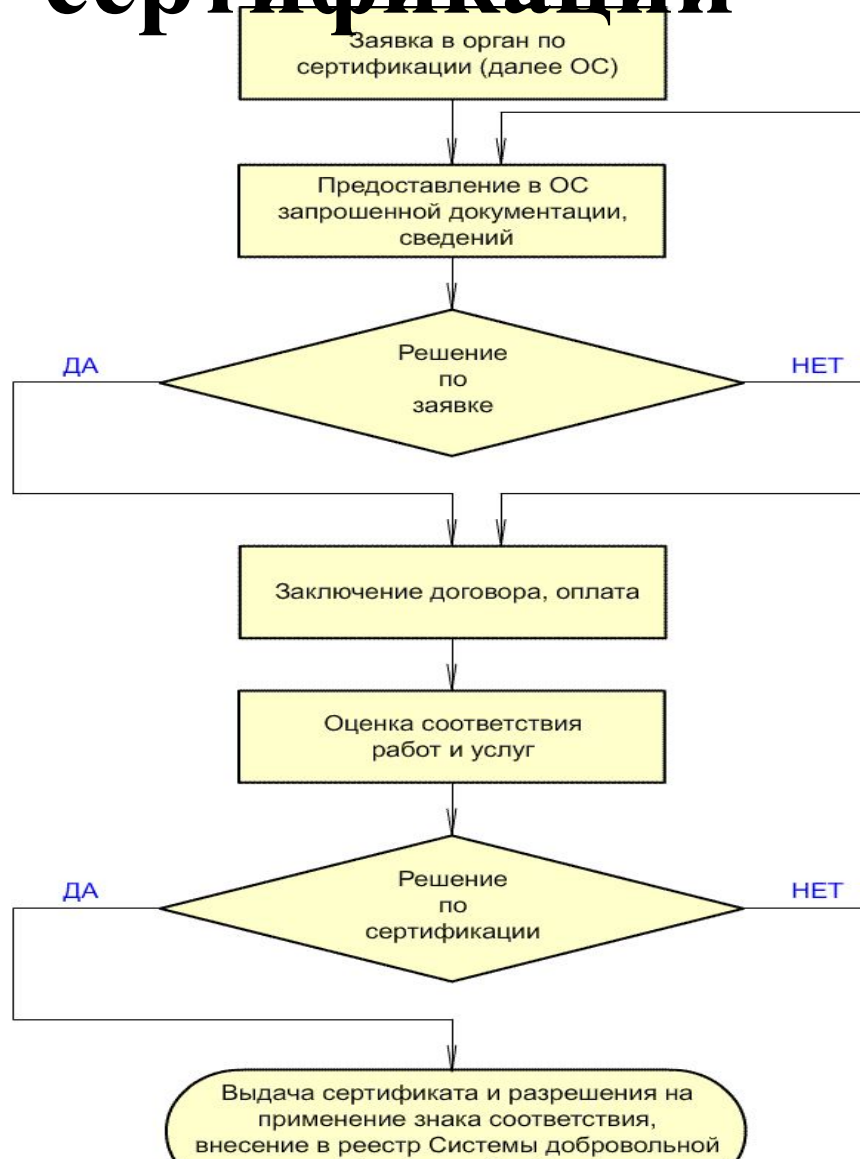 сертификации
Заявка в орган по
сертификации (далее ОС)
Предоставление в ОС
запрошенной документации,
сведений
Решение
по
заявке
ДА
НЕТ
Заключение договора, оплата
Оценка соответствия
работ и услуг
Решение
по
сертификации
ДА
НЕТ
Выдача сертификата и разрешения на
применение знака соответствия,
внесение в реестр Системы добровольной